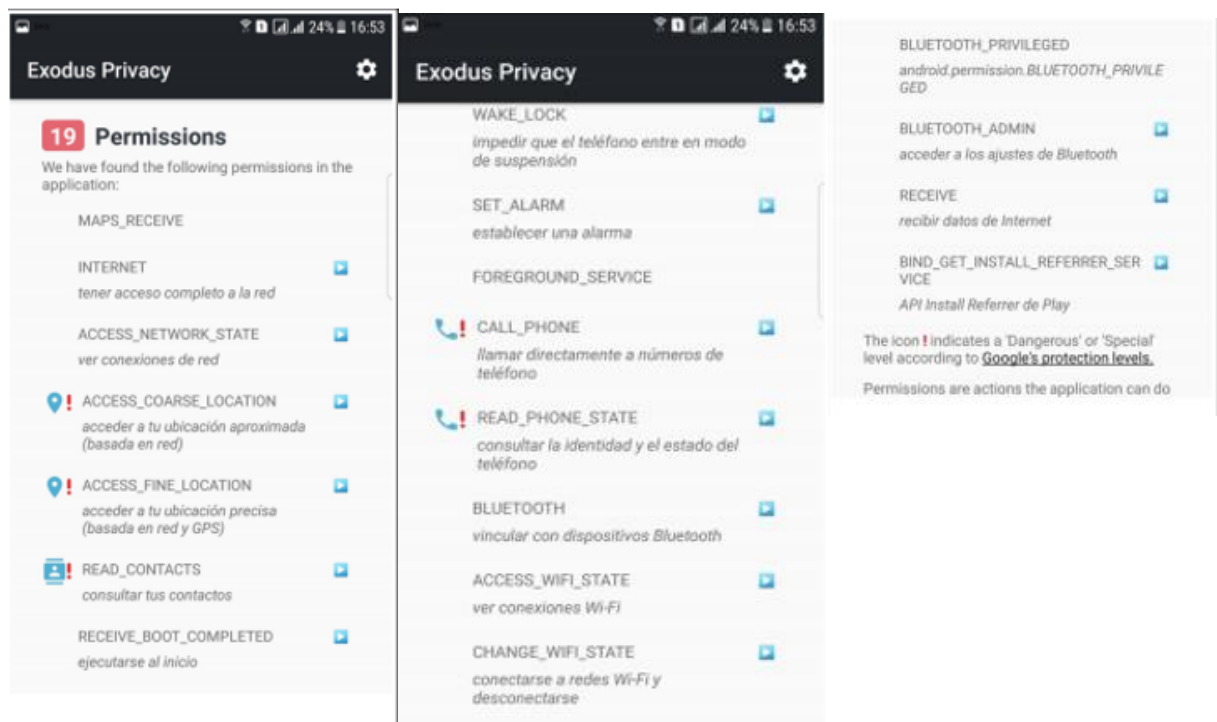 24% 16:53
Exodus Privacy
19 Permissions
We have found the following permissions in the
application:
MAPS_RECEIVE
INTERNET
tener acceso completo a la red
ACCESS_NETWORK_STATE
ver conexiones de red
! ACCESS_COARSE_LOCATION
acceder a tu ubicación aproximada
(basada en red)
! ACCESS_FINE_LOCATION
acceder a tu ubicación precisa
(basada en red y GPS)
! READ_CONTACTS
consultar tus contactos
RECEIVE_BOOT_COMPLETED
ejecutarse al inicio
24% 16:53
Exodus Privacy
WAKE_LOCK
impedir que el teléfono entre en modo
de suspensión
SET_ALARM
establecer una alarma
FOREGROUND_SERVICE
! CALL_PHONE
llamar directamente a números de
teléfono
! READ_PHONE_STATE
consultar la identidad y el estado del
teléfono
BLUETOOTH
vincular con dispositivos Bluetooth
ACCESS_WIFI_STATE
ver conexiones Wi-Fi
CHANGE_WIFI_STATE
conectarse a redes Wi-Fi y
desconectarse
BLUETOOTH_PRIVILEGED
android.permission.BLUETOOTH_PRIVILE
GED
BLUETOOTH_ADMIN
acceder a los ajustes de Bluetooth
RECEIVE
recibir datos de Internet
BIND_GET_INSTALL_REFERRER_SER
VICE
API Install Referrer de Play
The icon ! indicates a 'Dangerous' or 'Special'
level according to Google's protection levels.
Permissions are actions the application can do